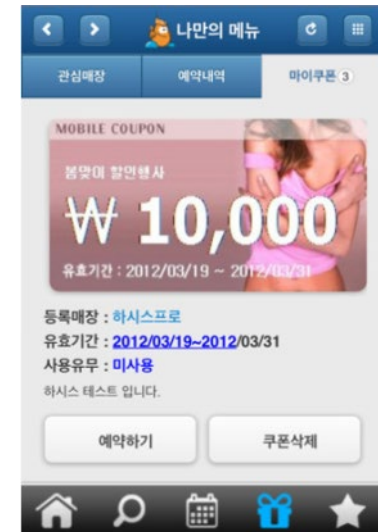 나만의 메뉴
관심매장
예약내역
마이쿠폰 3
MOBILE COUPON
봄맞이 할인행사
₩ 10,000
유효기간 : 2012/03/19 ~ 2012/03/31
등록매장 : 하시스프로
유효기간 : 2012/03/19~2012/03/31
사용유무 : 미사용
하시스 테스트 입니다.
예약하기
쿠폰삭제